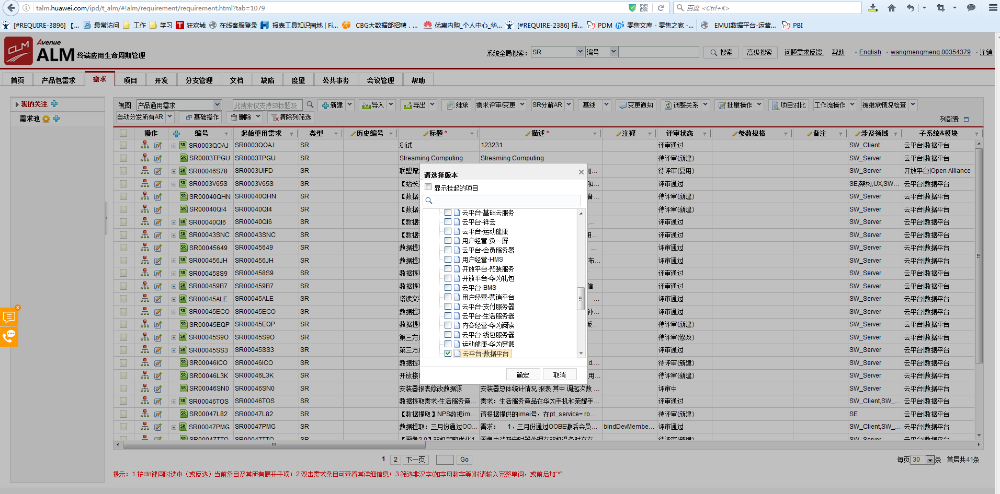 talm.huawei.com/ipd/t_alm/#!alm/requirement/requirement.html?tab=1079
百度 <Ctrl+K>
[#REQUIRE-3896] 【... 最常访问 工作 学习 狂欢城 在线客服登录 报表工具知识园地 | Fi... CBG大数据部招聘，... 优惠内购_个人中心_华... [#REQUIRE-2386] 报... PDM 零售文库 - 零售之家 -... EMUI数据平台-运营... PBI
CLM Avenue ALM 终端应用生命周期管理
系统全局搜索： SR 编号 搜索 高级搜索 问题需求反馈 帮助 English wangmengmeng 00354379 注销
首页 产品包需求 需求 项目 开发 分支管理 文档 缺陷 度量 公共事务 会议管理 帮助
我的关注
需求池
视图 产品通用需求 此搜索仅支持SR标题及 新建 导入 导出 继承 需求评审/变更 SR分解AR 基线 变更通知 调整关系 批量操作 项目对比 工作流操作 被继承情况检查
自动分发所有AR 基础操作 删除 清除列筛选 列配置
操作 编号 起始重用需求 类型 历史编号 标题* 描述* 注释 评审状态 参数规格 备注 涉及领域 子系统&模块
SR0003QOAJ SR0003QOAJ SR 测试 123231 评审通过 SW_Client 云平台|数据平台
SR0003TPGU SR0003TPGU SR Streaming Computing Streaming Computing 待评审(新建) SW_Server 云平台|数据平台
SR00046S78 SR0003UIFD SR 联盟增 加... 待评审(复用) SW_Server 开放平台|Open Alliance
SR0003V65S SR0003V65S SR 【站长 和... 评审通过 SE,架构,UX,SW... 云平台|数据平台
SR00040QHN SR00040QHN SR 【数据 备... 待评审(新建) SW_Server 云平台|数据平台
SR00040QI4 SR00040QI4 SR 【数据 待评审(新建) SW_Server 云平台|数据平台
SR00040QI6 SR00040QI6 SR 【数据 ... 评审通过 SW_Server 云平台|数据平台
SR00043SNC SR00043SNC SR 【数据 用... 评审通过 SW_Server 云平台|数据平台
SR00045649 SR00045649 SR 数据提 ... 评审通过 SW_Server 云平台|数据平台
SR000456JH SR000456JH SR 数据提 布... 评审通过 SW_Server 云平台|数据平台
SR000458S9 SR000458S9 SR 数据提 评审通过 SW_Server 云平台|数据平台
SR000459B7 SR000459B7 SR 数据提 信... 评审通过 SW_Server 云平台|数据平台
SR00045ALE SR00045ALE SR 塔读文 评审通过 SW_Server 云平台|数据平台
SR00045ECO SR00045ECO SR 数据提 补... 评审通过 SW_Server 云平台|数据平台
SR00045EQP SR00045EQP SR 数据提 版... 待评审(新建) SW_Server 云平台|数据平台
SR00045S9O SR00045S9O SR 第三方 待评审(修改) SW_Server 云平台|数据平台
SR00045SS3 SR00045SS3 SR 第三方 评审通过 SW_Server 云平台|数据平台
SR00046ICO SR00046ICO SR 数据提 d... 待评审(新建) SW_Server 云平台|数据平台
SR00046L3K SR00046L3K SR 开放接 用... 待评审(新建) SW_Server 云平台|数据平台
SR00046SN0 SR00046SN0 SR 安装器报表修改数据源 安装器总体统计情况 报表 其中 调起次数 ... 评审中 SW_Server 云平台|数据平台
SR00046TOS SR00046TOS SR 数据提取需求-生活服务竞... 需求：生活服务竞品在华为手机和荣耀手... 评审通过 SW_Client,SW_... 云平台|数据平台
SR00047L82 SR00047L82 SR 【数据提取】NPS数据imei... 请根据提供的imei号，在pt_service= ro... 待评审(新建) SE 云平台|数据平台
SR00047PMG SR00047PMG SR 数据提取：三月份通过OO... 需求： 1、三月份通过OOBE激活会员... bindDevMembe... 评审通过 SW_Client,SW_... 云平台|数据平台
请选择版本
显示挂起的项目
云平台-基础云服务
云平台-祥云
云平台-运动健康
用户经营-负一屏
云平台-会员服务器
用户经营-HMS
开放平台-预装服务
开放平台-华为礼包
云平台-BMS
用户经营-营销平台
云平台-支付服务器
云平台-生活服务器
内容经营-华为阅读
云平台-钱包服务器
运动健康-华为穿戴
云平台-数据平台
确定 取消
1 2 下一页 Go 每页 30 条 首层共41条
提示：1.按ctrl键同时选中（或反选）当前条目及其所有展开子项；2.双击需求条目可查看其详细信息；3.筛选非汉字(如字母数字等)时请输入完整单词，或前后加"*"